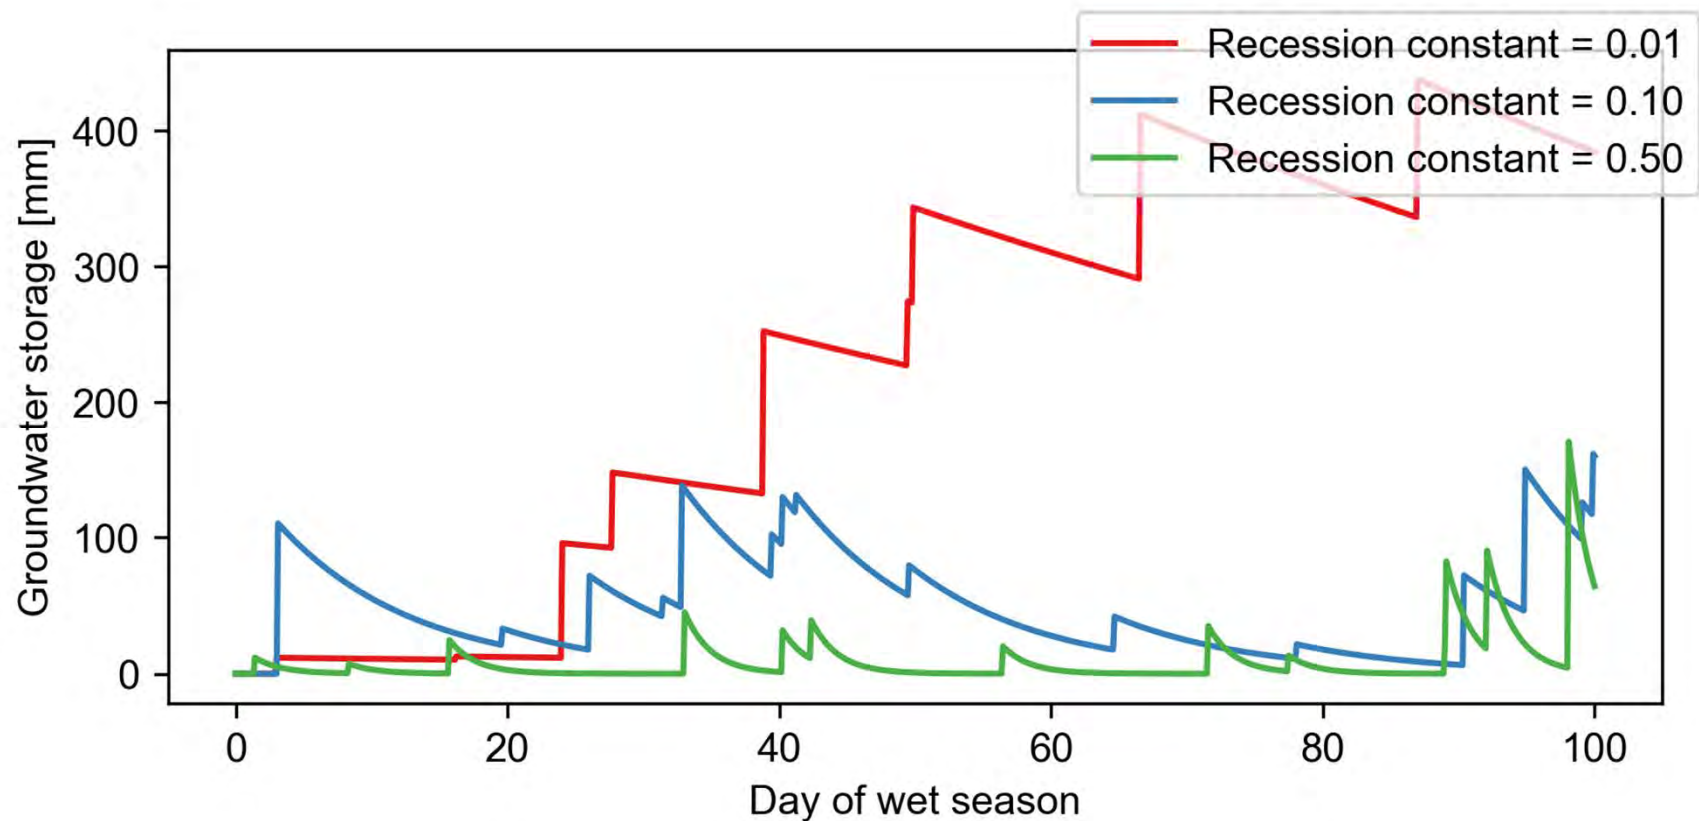 Recession constant = 0.01
Recession constant = 0.10
Recession constant = 0.50
Groundwater storage [mm]
400
300
200
100
0
0 20 40 60 80 100
Day of wet season